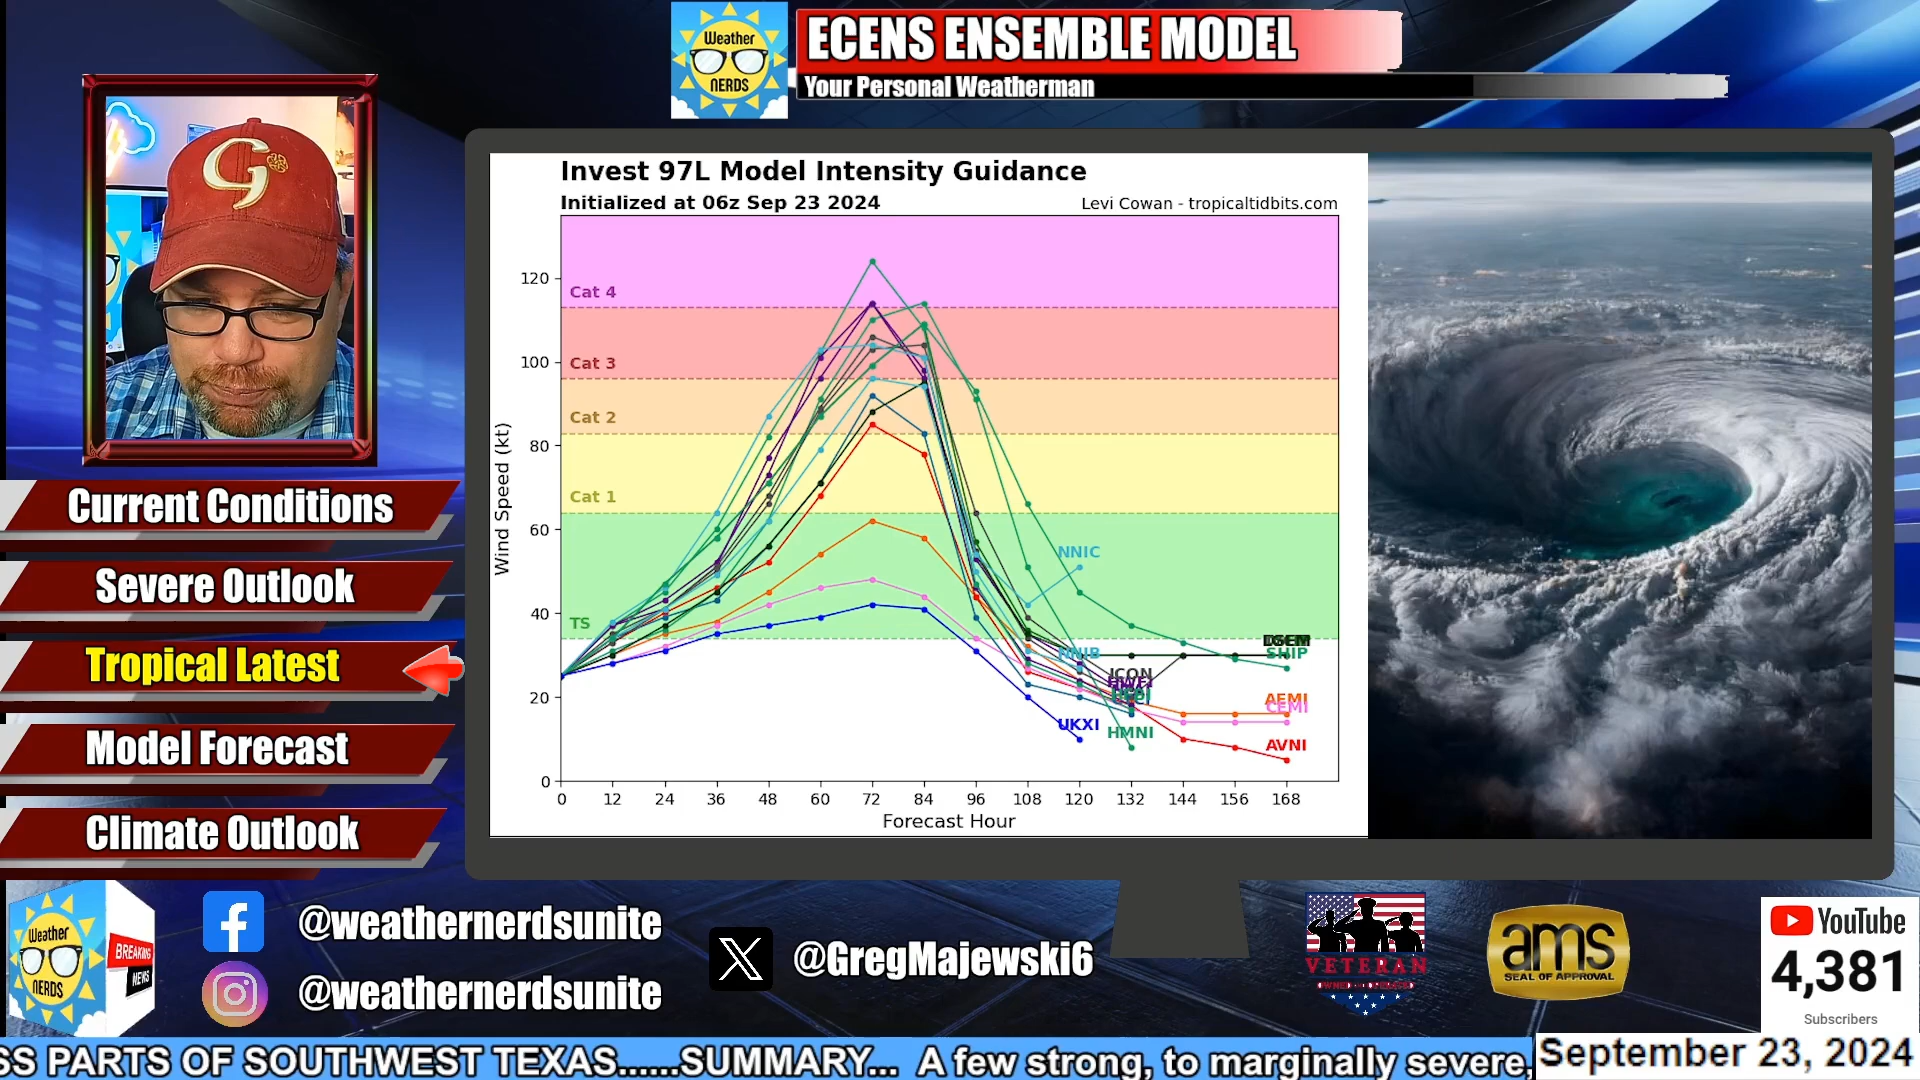 Weather
NERDS
ECENS ENSEMBLE MODEL
Your Personal Weatherman
G
Invest 97L Model Intensity Guidance
Initialized at 06z Sep 23 2024
Levi Cowan - tropicaltidbits.com
Wind Speed (kt)
120
100
80
60
40
20
0
Cat 4
Cat 3
Cat 2
Cat 1
TS
NNIC
NNIB
ICON
UKXI
HMNI
SHIP
AEMI
CEMI
AVNI
0 12 24 36 48 60 72 84 96 108 120 132 144 156 168
Forecast Hour
Current Conditions
Severe Outlook
Tropical Latest
Model Forecast
Climate Outlook
Weather
NERDS
BREAKING
NEWS
@weathernerdsunite
@weathernerdsunite
@GregMajewski6
VETERAN
ams
SEAL OF APPROVAL
YouTube
4,381
Subscribers
SS PARTS OF SOUTHWEST TEXAS......SUMMARY... A few strong, to marginally severe,
September 23, 2024